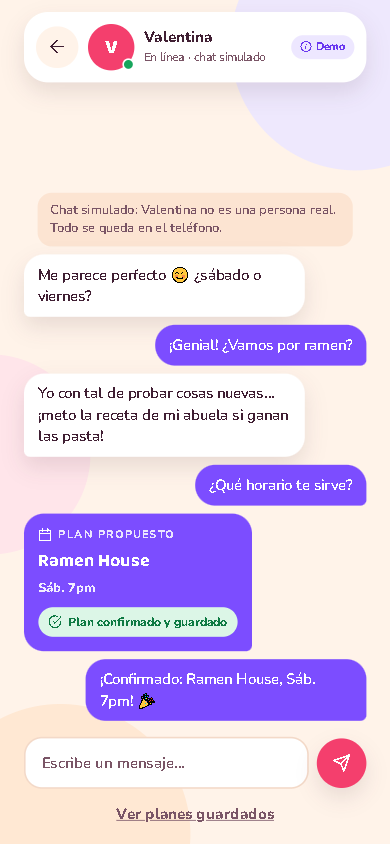 V
Valentina
En línea · chat simulado
Demo
Chat simulado: Valentina no es una persona real.
Todo se queda en el teléfono.
Me parece perfecto 😊 ¿sábado o
viernes?
¡Genial! ¿Vamos por ramen?
Yo con tal de probar cosas nuevas...
¡meto la receta de mi abuela si ganan
las pasta!
¿Qué horario te sirve?
PLAN PROPUESTO
Ramen House
Sáb. 7pm
Plan confirmado y guardado
¡Confirmado: Ramen House, Sáb.
7pm! 🎉
Escribe un mensaje...
Ver planes guardados